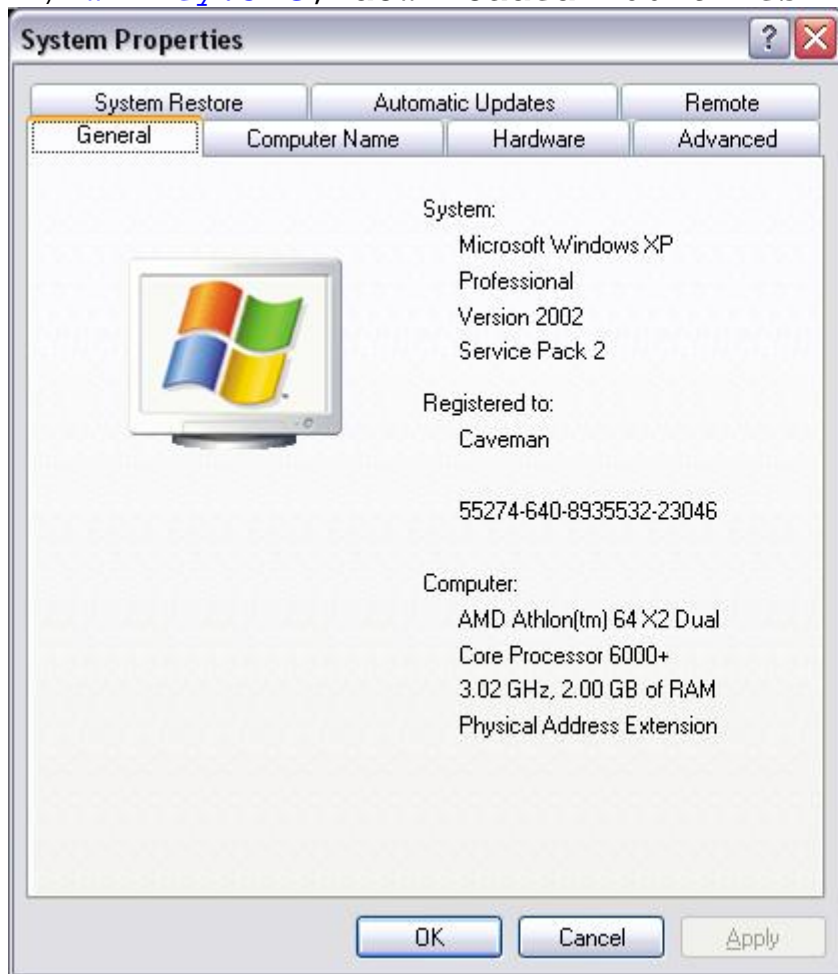 System Properties
System Restore Automatic Updates Remote
General Computer Name Hardware Advanced
System:
Microsoft Windows XP
Professional
Version 2002
Service Pack 2
Registered to:
Caveman
55274-640-8935532-23046
Computer:
AMD Athlon(tm) 64 X2 Dual
Core Processor 6000+
3.02 GHz, 2.00 GB of RAM
Physical Address Extension
OK Cancel Apply